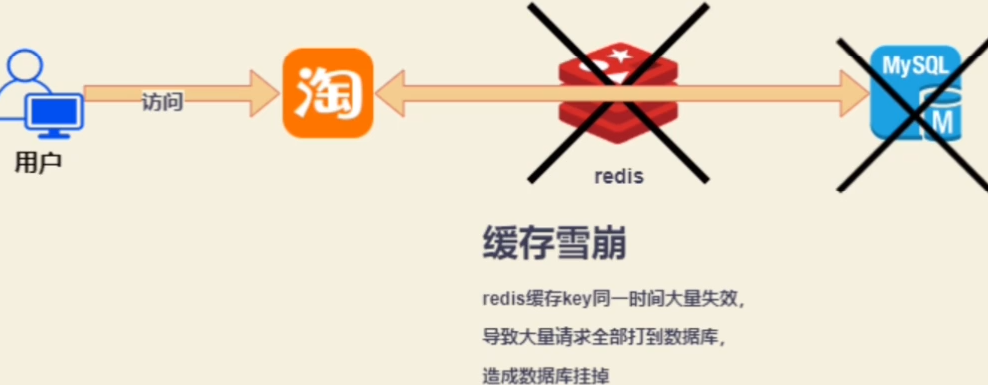 访问
淘
MySQL
M
用户
redis
缓存雪崩
redis缓存key同一时间大量失效，
导致大量请求全部打到数据库，
造成数据库挂掉